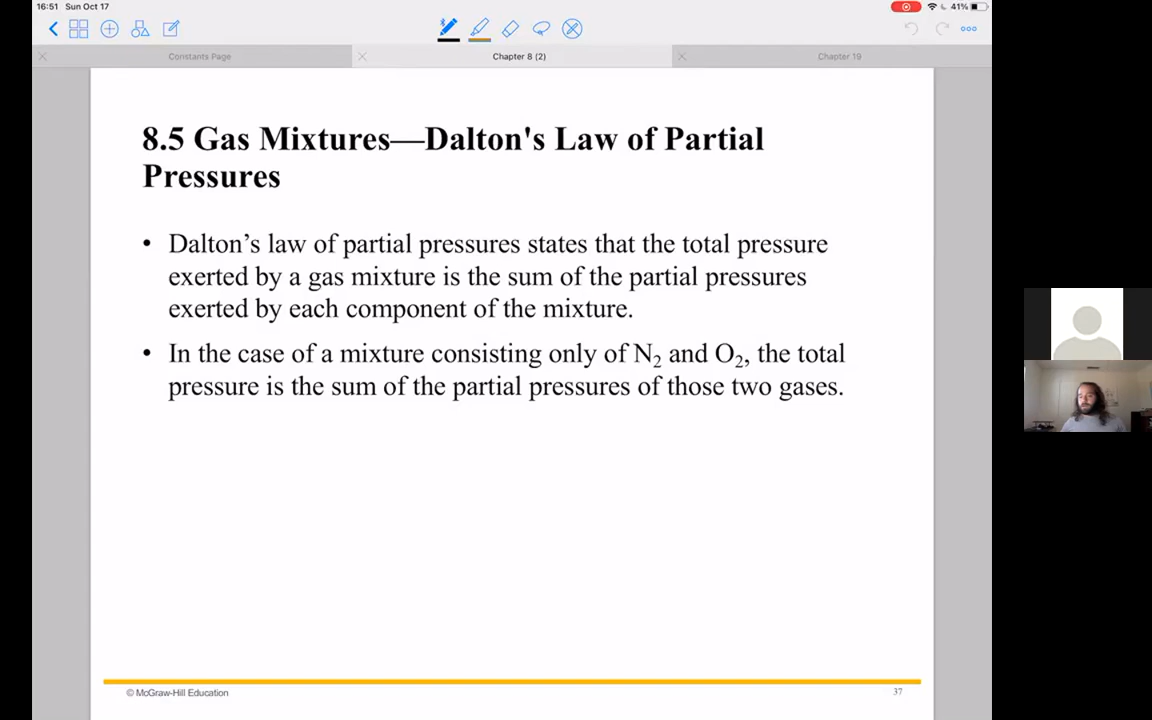 16:51 Sun Oct 17
41%
Constants Page
Chapter 8 (2)
Chapter 19
8.5 Gas Mixtures—Dalton's Law of Partial
Pressures
• Dalton’s law of partial pressures states that the total pressure
exerted by a gas mixture is the sum of the partial pressures
exerted by each component of the mixture.
• In the case of a mixture consisting only of N₂ and O₂, the total
pressure is the sum of the partial pressures of those two gases.
© McGraw-Hill Education
37